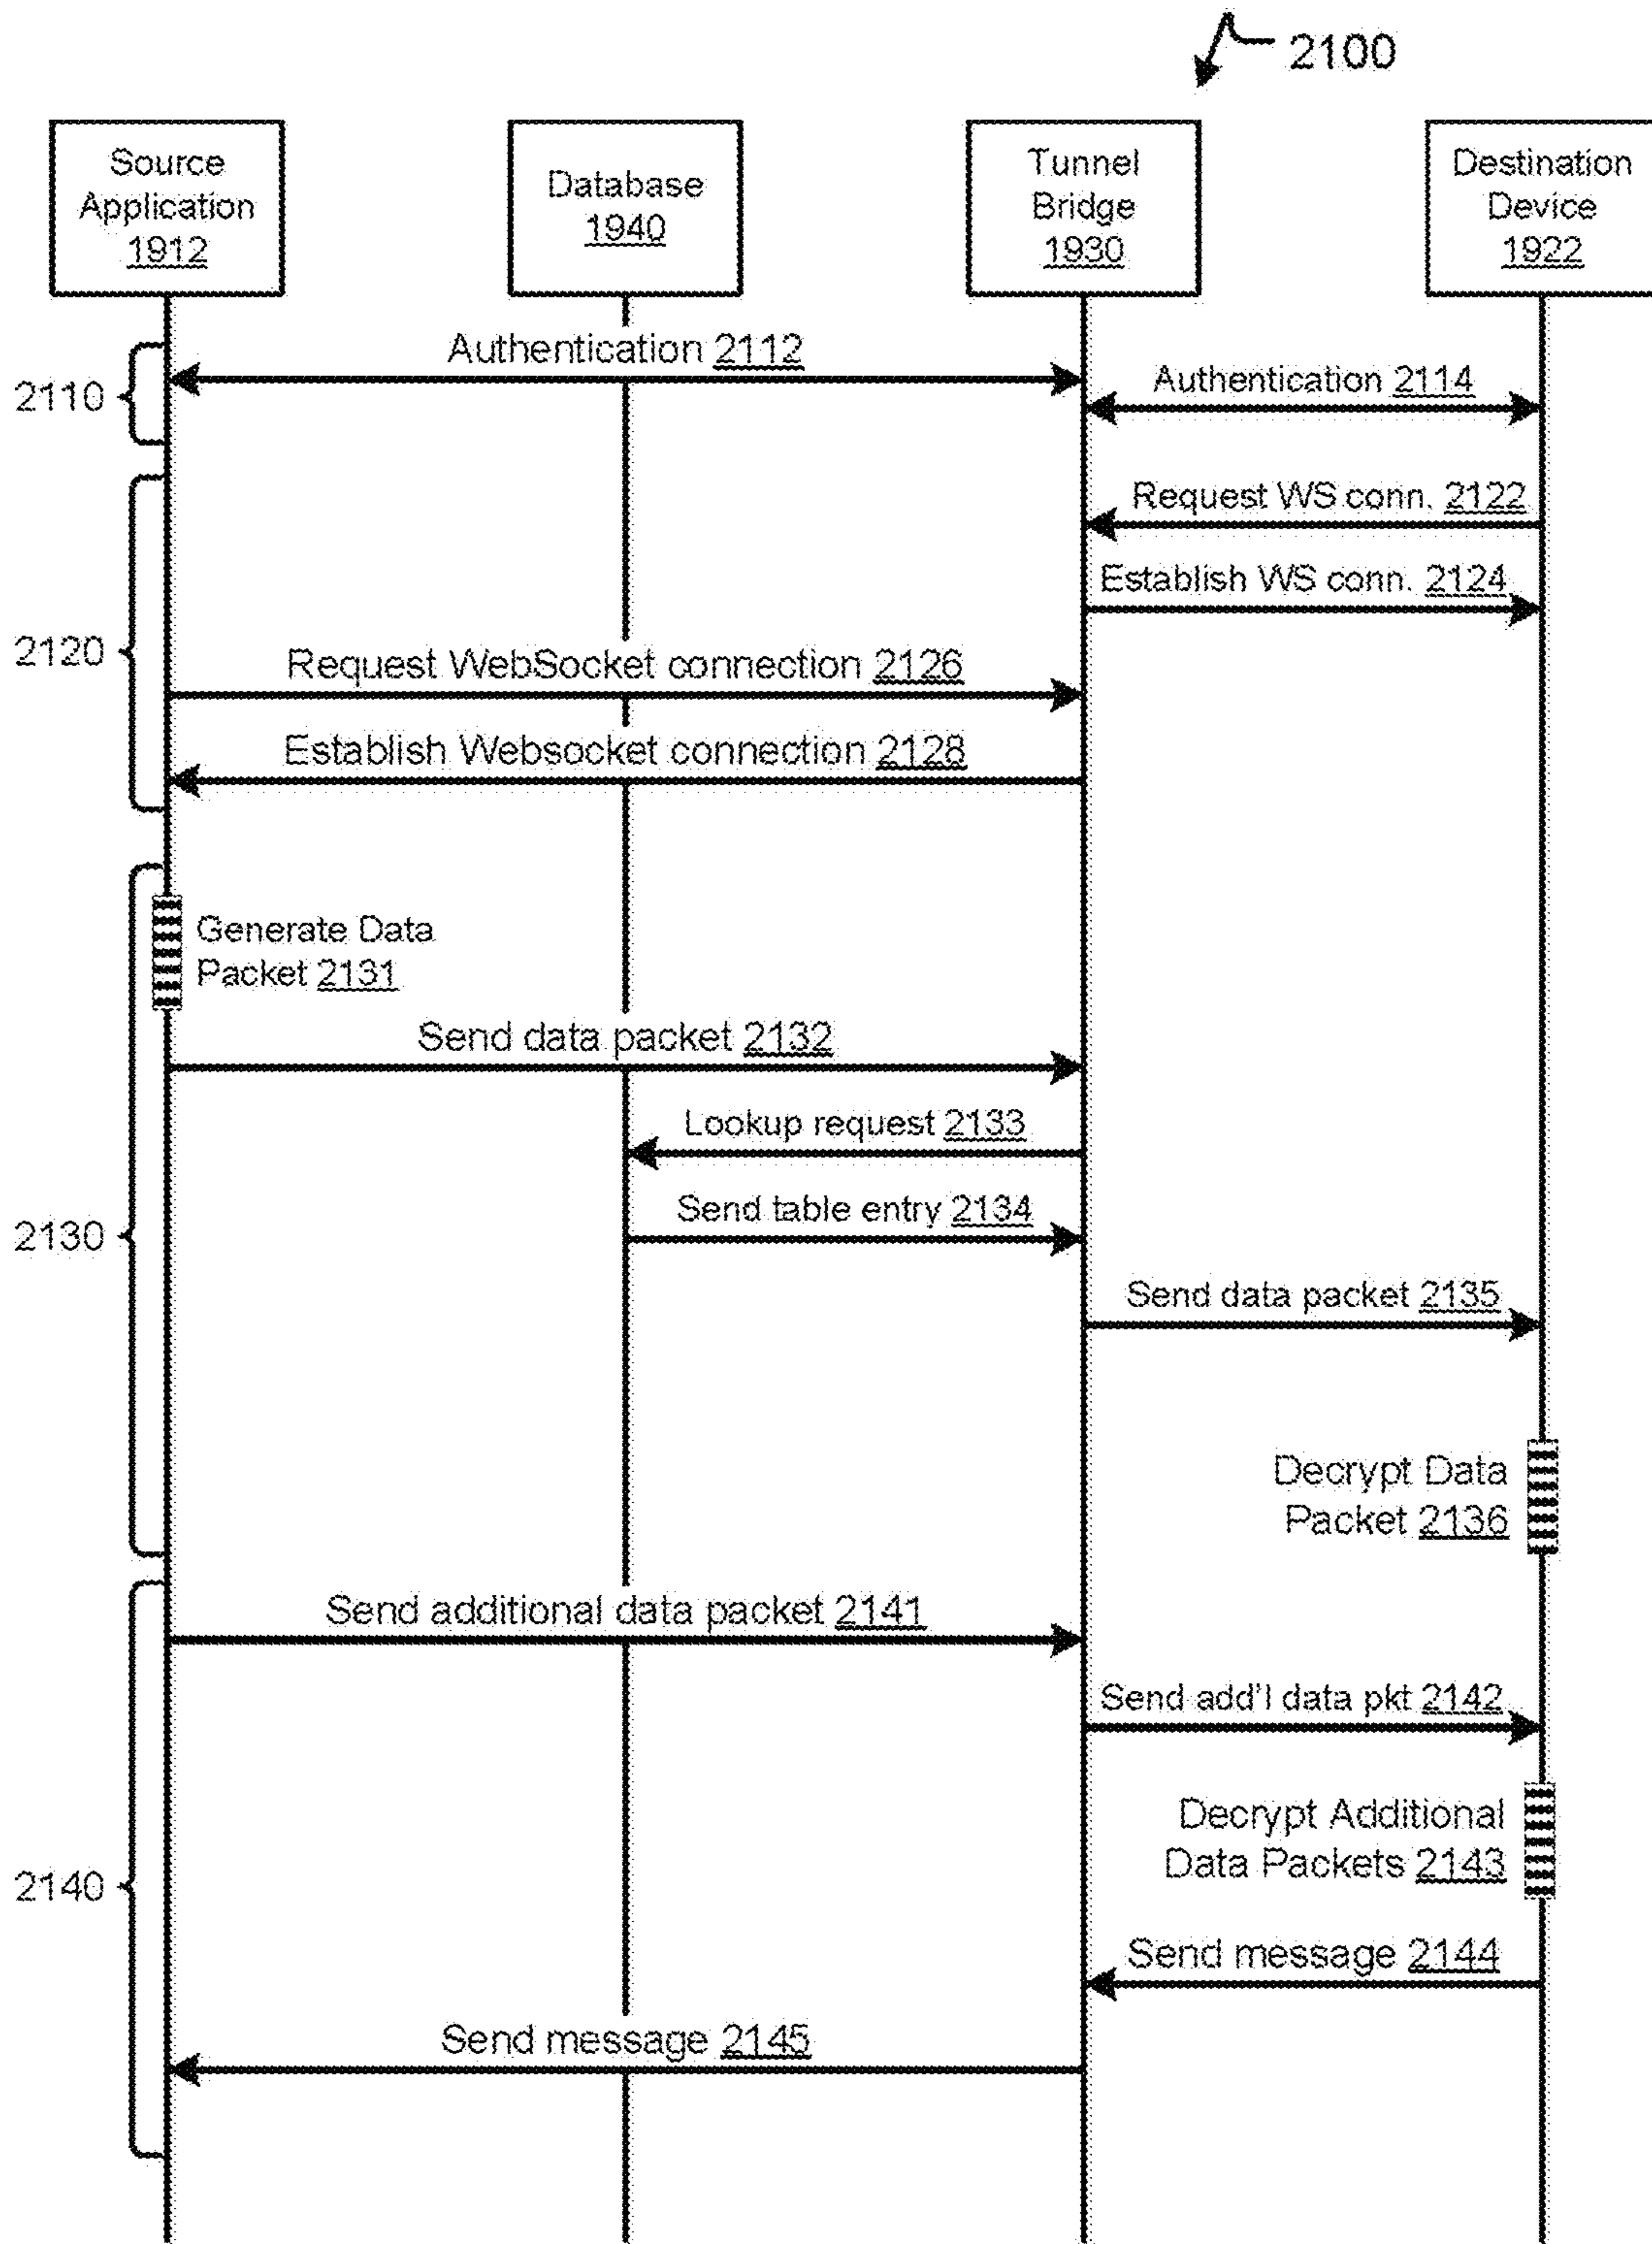 2100
Source
Application
1912
Database
1940
Tunnel
Bridge
1930
Destination
Device
1922
Authentication 2112
Authentication 2114
2110
Request WS conn. 2122
Establish WS conn. 2124
2120
Request WebSocket connection 2126
Establish Websocket connection 2128
Generate Data
Packet 2131
Send data packet 2132
Lookup request 2133
Send table entry 2134
2130
Send data packet 2135
Decrypt Data
Packet 2136
Send additional data packet 2141
Send add'l data pkt 2142
Decrypt Additional
Data Packets 2143
2140
Send message 2144
Send message 2145